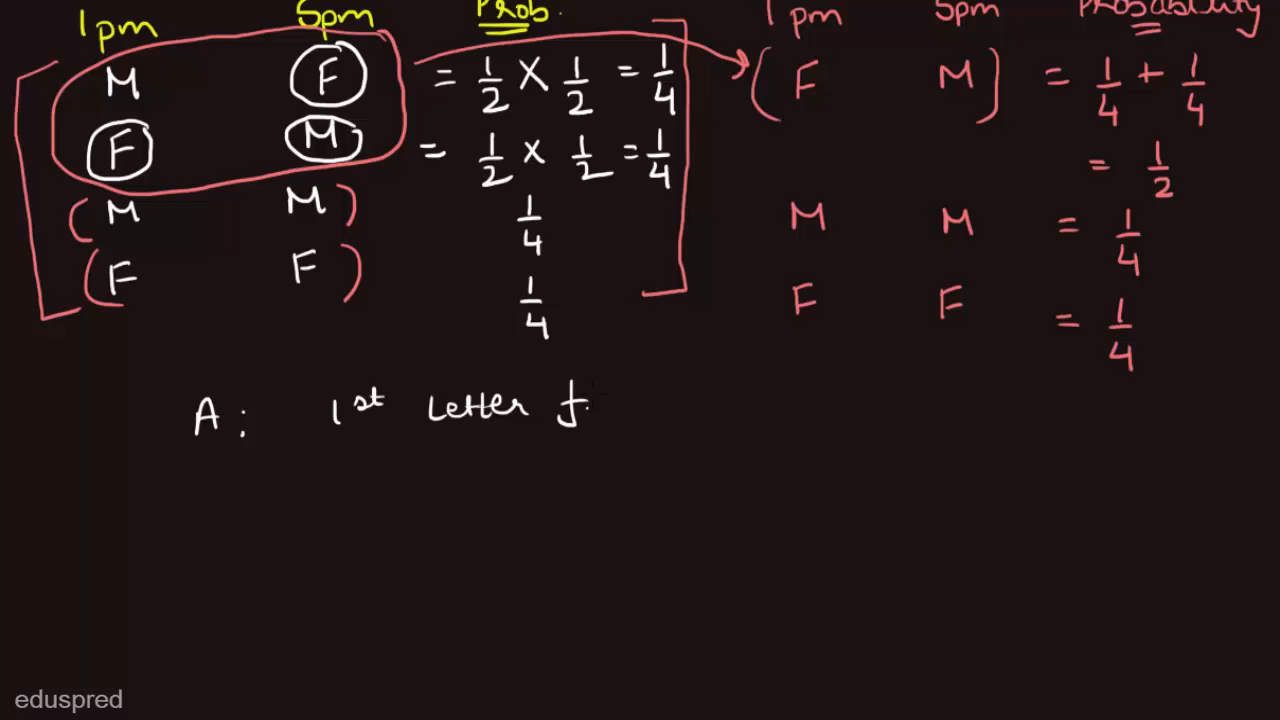 1pm 5pm Prob. 1pm 5pm Probability
M F = 1/2 × 1/2 = 1/4 ( F M ) = 1/4 + 1/4
F M = 1/2 × 1/2 = 1/4 = 1/2
( M M ) 1/4 M M = 1/4
( F F ) 1/4 F F = 1/4
A: 1st Letter f
eduspred